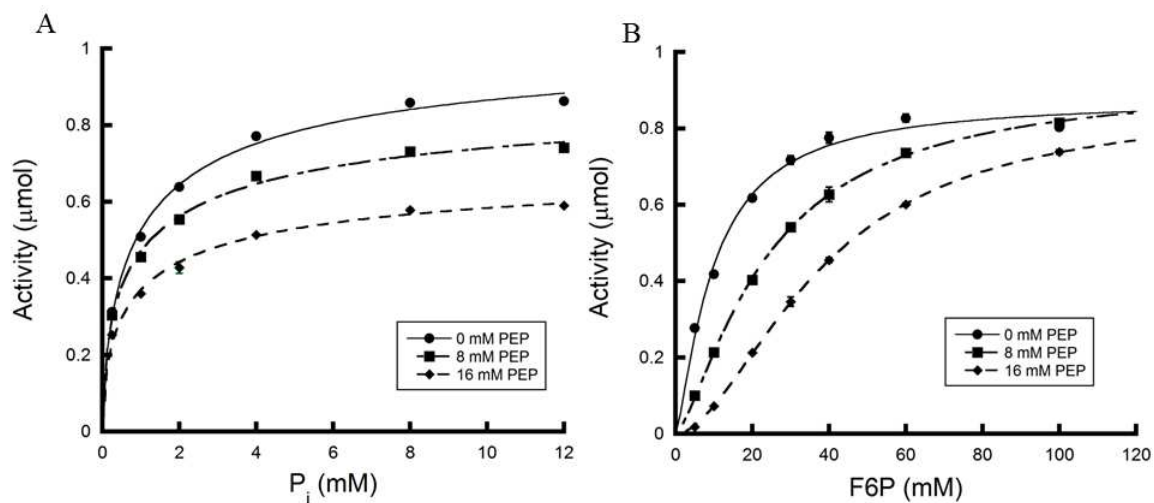 A
Activity (μmol)
1
0.8
0.6
0.4
0.2
0
0 2 4 6 8 10 12
P_i (mM)
0 mM PEP
8 mM PEP
16 mM PEP
B
Activity (μmol)
1
0.8
0.6
0.4
0.2
0
0 20 40 60 80 100 120
F6P (mM)
0 mM PEP
8 mM PEP
16 mM PEP